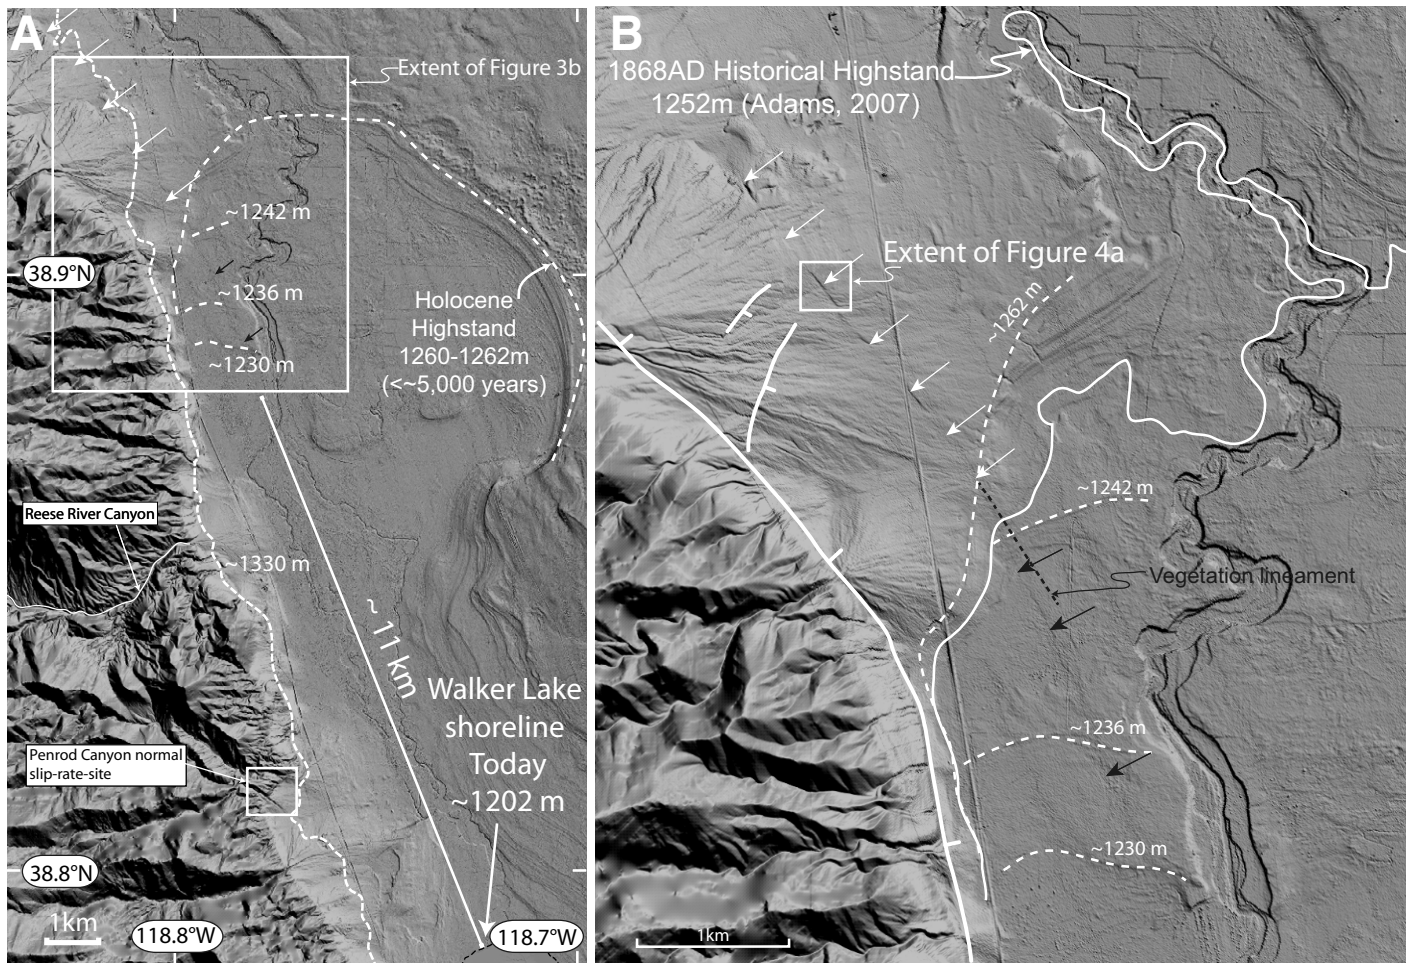 A
Extent of Figure 3b
~1242 m
38.9°N
~1236 m
Holocene
Highstand
1260-1262m
(<~5,000 years)
~1230 m
Reese River Canyon
~1330 m
~ 11 km
Walker Lake
shoreline
Today
~1202 m
Penrod Canyon normal
slip-rate-site
38.8°N
1km
118.8°W
118.7°W
B
1868AD Historical Highstand
1252m (Adams, 2007)
Extent of Figure 4a
~1262 m
~1242 m
Vegetation lineament
~1236 m
~1230 m
1km